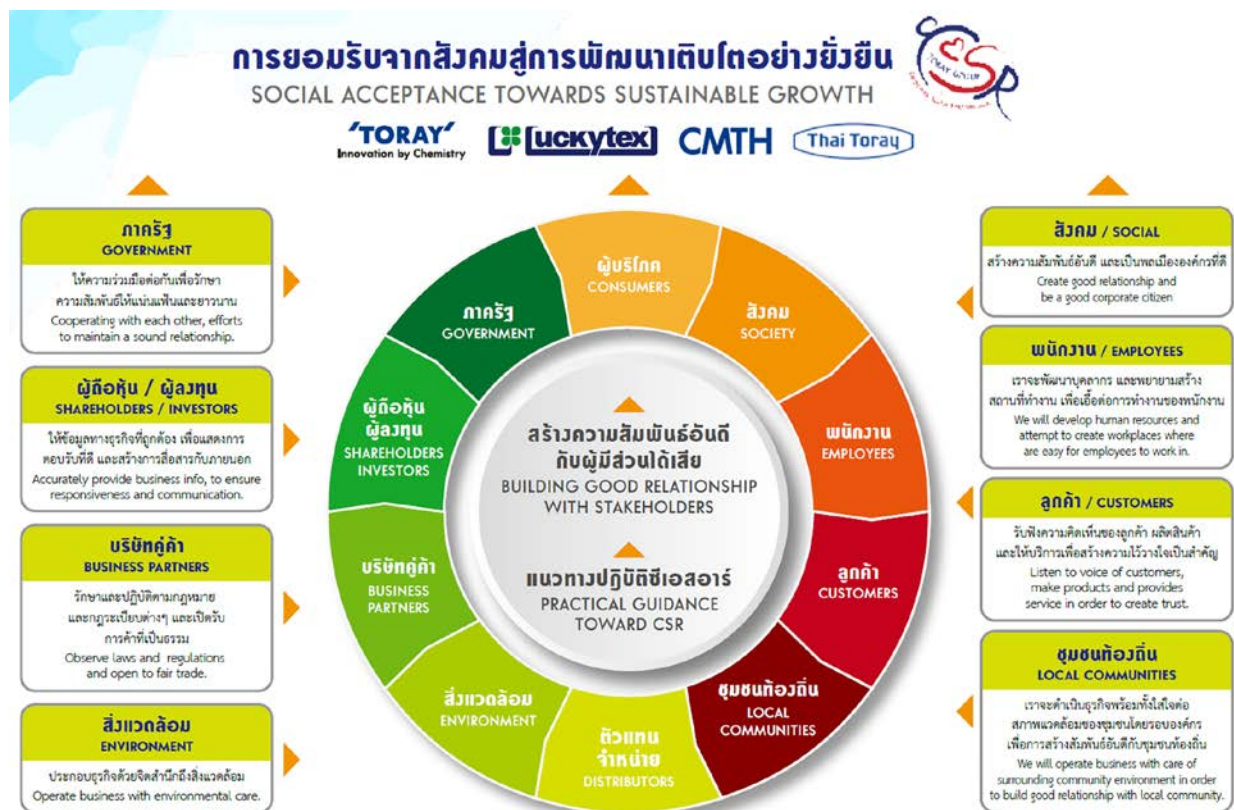 การยอมรับจากสังคมสู่การพัฒนาเติบโตอย่างยั่งยืน
SOCIAL ACCEPTANCE TOWARDS SUSTAINABLE GROWTH
TORAY GROUP
'TORAY'
Innovation by Chemistry
Luckytex
CMTH
Thai Toray
ภาครัฐ
GOVERNMENT
ให้ความร่วมมือต่อกันเพื่อรักษา
ความสัมพันธ์ให้แน่นแฟ้นและยาวนาน
Cooperating with each other, efforts
to maintain a sound relationship.
ผู้ถือหุ้น / ผู้ลงทุน
SHAREHOLDERS / INVESTORS
ให้ข้อมูลทางธุรกิจที่ถูกต้อง เพื่อแสดงการ
ตอบรับที่ดี และสร้างการสื่อสารกับภายนอก
Accurately provide business info, to ensure
responsiveness and communication.
บริษัทคู่ค้า
BUSINESS PARTNERS
รักษาและปฏิบัติตามกฎหมาย
และกฎระเบียบต่างๆ และเปิดรับ
การค้าที่เป็นธรรม
Observe laws and regulations
and open to fair trade.
สิ่งแวดล้อม
ENVIRONMENT
ประกอบธุรกิจด้วยจิตสำนึกถึงสิ่งแวดล้อม
Operate business with environmental care.
ผู้บริโภค
CONSUMERS
สังคม
SOCIETY
พนักงาน
EMPLOYEES
ลูกค้า
CUSTOMERS
ชุมชนท้องถิ่น
LOCAL
COMMUNITIES
ตัวแทน
จำหน่าย
DISTRIBUTORS
สิ่งแวดล้อม
ENVIRONMENT
บริษัทคู่ค้า
BUSINESS
PARTNERS
ผู้ถือหุ้น
ผู้ลงทุน
SHAREHOLDERS
INVESTORS
ภาครัฐ
GOVERNMENT
สร้างความสัมพันธ์อันดี
กับผู้มีส่วนได้เสีย
BUILDING GOOD RELATIONSHIP
WITH STAKEHOLDERS
แนวทางปฏิบัติซีเอสอาร์
PRACTICAL GUIDANCE
TOWARD CSR
สังคม / SOCIAL
สร้างความสัมพันธ์อันดี และเป็นพลเมืององค์กรที่ดี
Create good relationship and
be a good corporate citizen
พนักงาน / EMPLOYEES
เราจะพัฒนาบุคลากร และพยายามสร้าง
สถานที่ทำงาน เพื่อเอื้อต่อการทำงานของพนักงาน
We will develop human resources and
attempt to create workplaces where
are easy for employees to work in.
ลูกค้า / CUSTOMERS
รับฟังความคิดเห็นของลูกค้า ผลิตสินค้า
และให้บริการเพื่อสร้างความไว้วางใจเป็นสำคัญ
Listen to voice of customers,
make products and provides
service in order to create trust.
ชุมชนท้องถิ่น
LOCAL COMMUNITIES
เราจะดำเนินธุรกิจพร้อมทั้งใส่ใจต่อ
สภาพแวดล้อมของชุมชนโดยรอบองค์กร
เพื่อการสร้างสัมพันธ์อันดีกับชุมชนท้องถิ่น
We will operate business with care of
surrounding community environment in order
to build good relationship with local community.